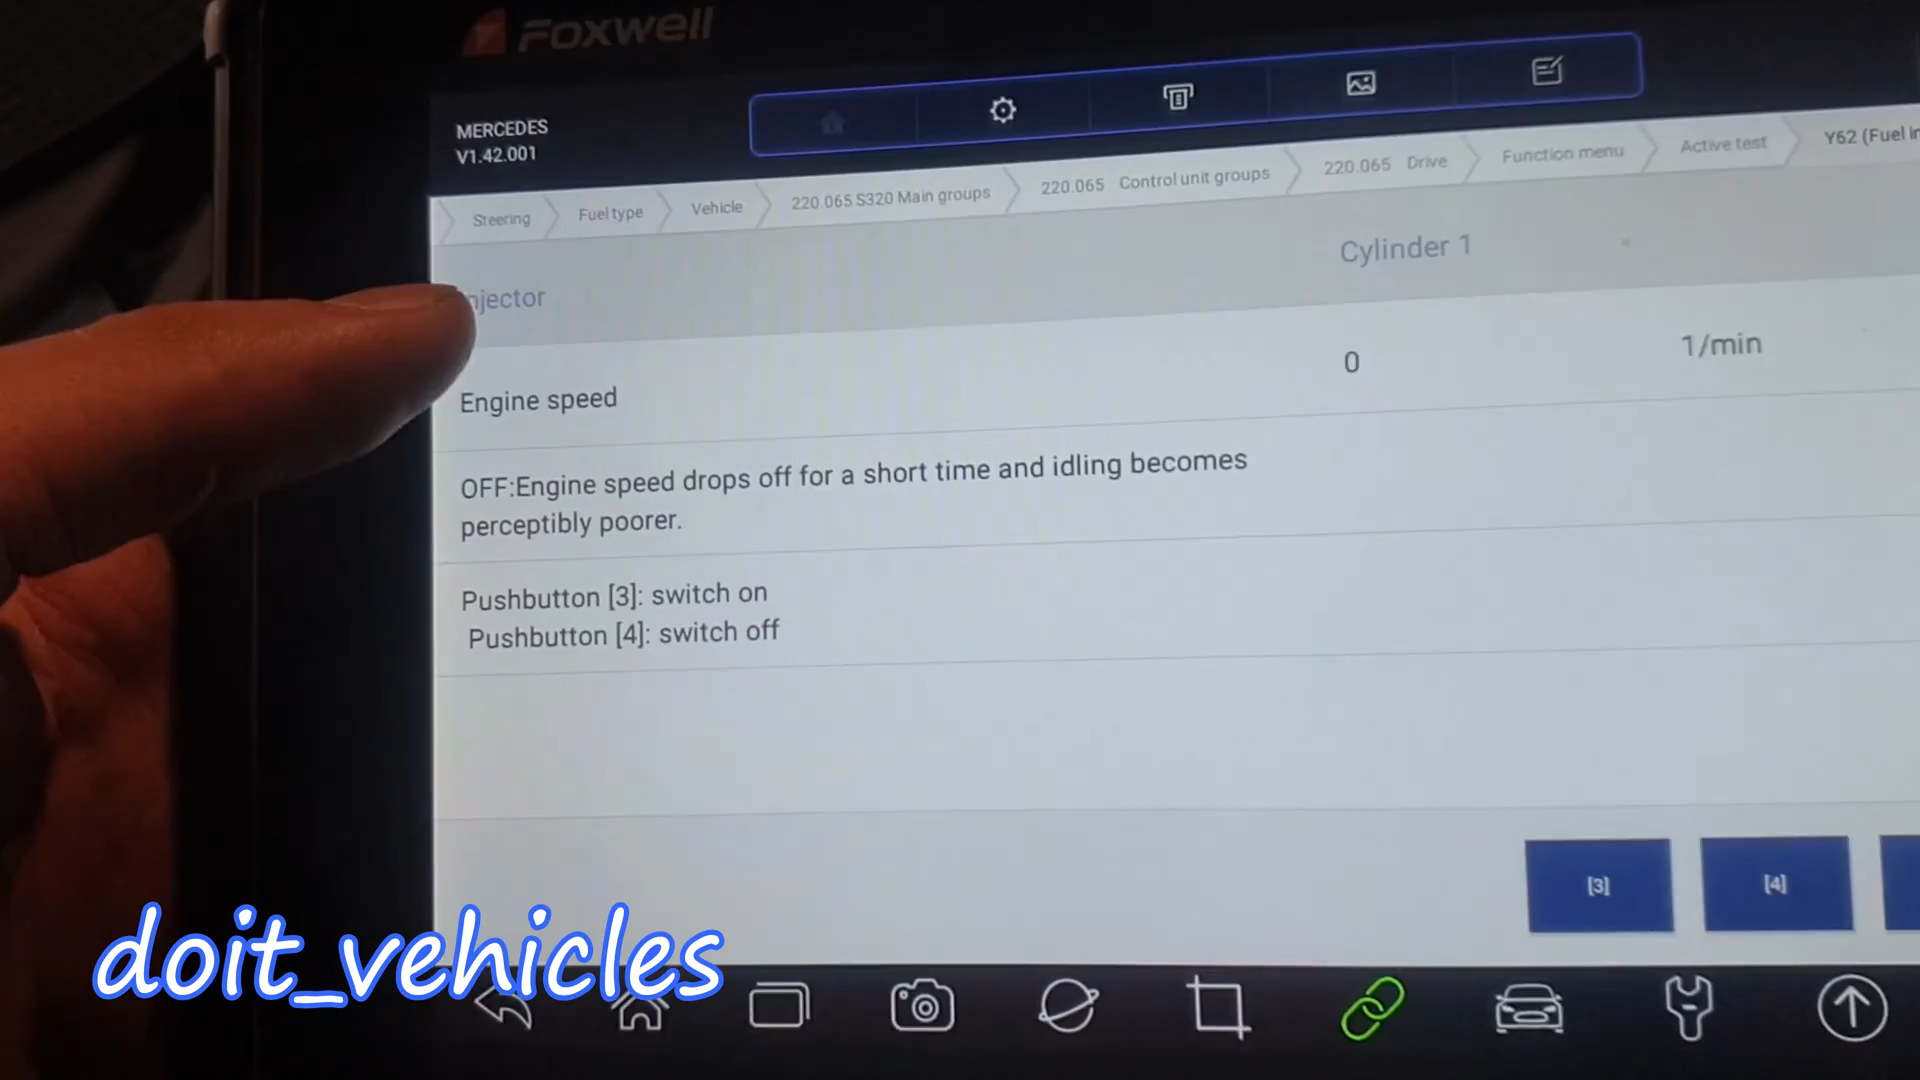 Foxwell
MERCEDES
V1.42.001
Steering
Fuel type
Vehicle
220 065 S320 Main groups
220.065 Control unit groups
220.065 Drive
Function menu
Active test
Y62 (Fuel
njector
Cylinder 1
Engine speed
0
1/min
OFF:Engine speed drops off for a short time and idling becomes
perceptibly poorer.
Pushbutton [3]: switch on
Pushbutton [4]: switch off
[3]
[4]
doit_vehicles